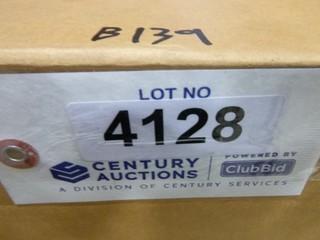 B139
LOT NO
4128
CENTURY AUCTIONS
POWERED BY
ClubBid
A DIVISION OF CENTURY SERVICES